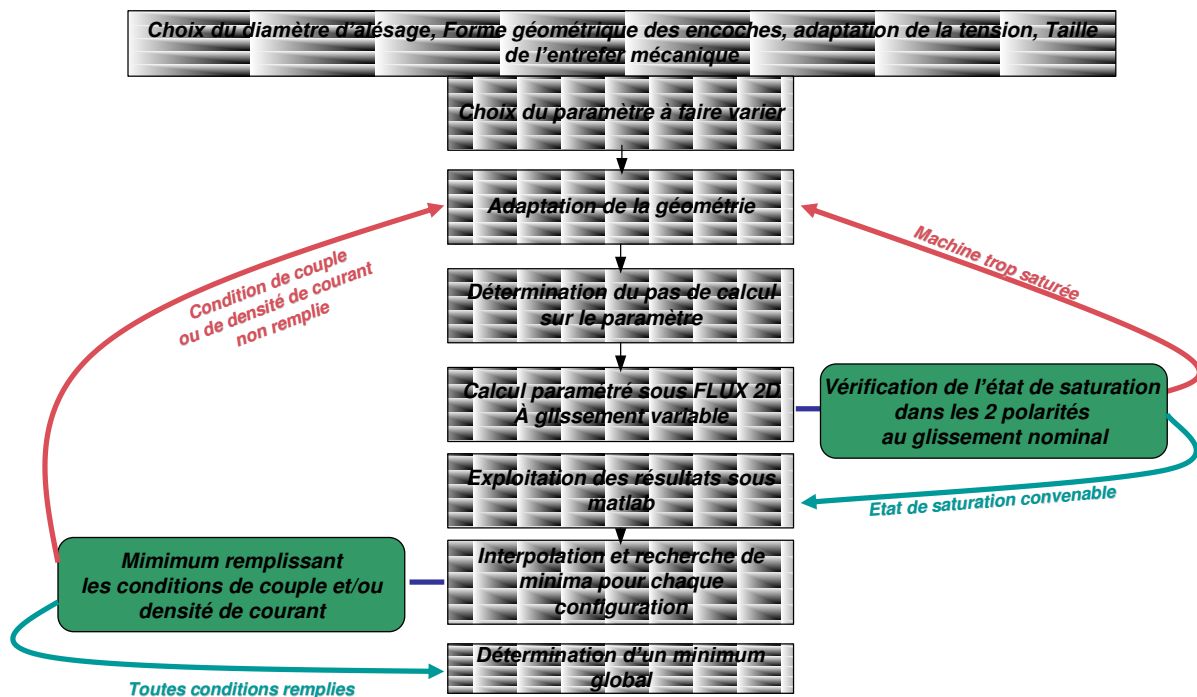 Choix du diamètre d'alésage, Forme géométrique des encoches, adaptation de la tension, Taille
de l'entrefer mécanique
Choix du paramètre à faire varier
Adaptation de la géométrie
Condition de couple
ou de densité de courant
non remplie
Machine trop saturée
Détermination du pas de calcul
sur le paramètre
Calcul paramétré sous FLUX 2D
À glissement variable
Vérification de l'état de saturation
dans les 2 polarités
au glissement nominal
Exploitation des résultats sous
matlab
Etat de saturation convenable
Interpolation et recherche de
minima pour chaque
configuration
Mimimum remplissant
les conditions de couple et/ou
densité de courant
Détermination d'un minimum
global
Toutes conditions remplies